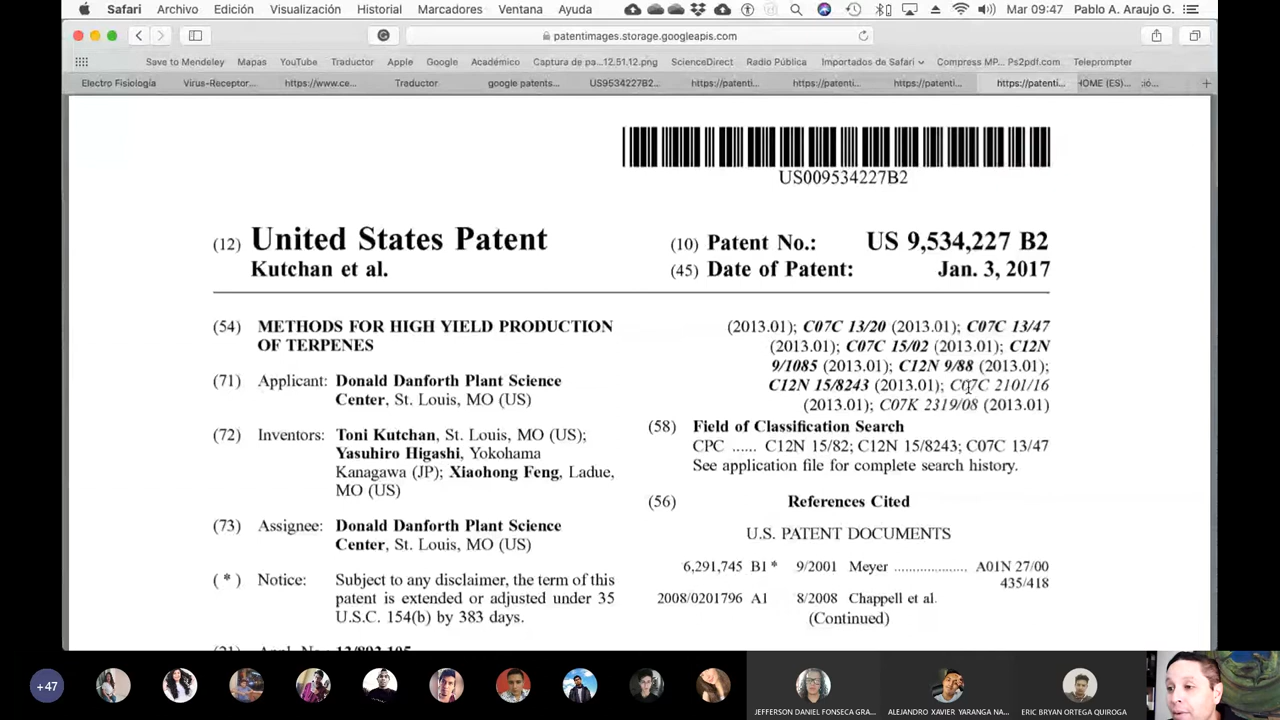 Safari Archivo Edición Visualización Historial Marcadores Ventana Ayuda Mar 09:47 Pablo A. Araujo G.
patentimages.storage.googleapis.com
Save to Mendeley Mapas YouTube Traductor Apple Google Académico Captura de pa...12.51.12.png ScienceDirect Radio Pública Importados de Safari Compress MP... Ps2pdf.com Teleprompter
Electro Fisiología Virus-Receptor... https://www.ce... Traductor google patents... US9534227B2... https://patenti... https://patenti... https://patenti... https://patenti... HOME (ES)...
US009534227B2
(12) United States Patent
Kutchan et al.
(10) Patent No.: US 9,534,227 B2
(45) Date of Patent: Jan. 3, 2017
(54) METHODS FOR HIGH YIELD PRODUCTION
OF TERPENES
(71) Applicant: Donald Danforth Plant Science
Center, St. Louis, MO (US)
(72) Inventors: Toni Kutchan, St. Louis, MO (US);
Yasuhiro Higashi, Yokohama
Kanagawa (JP); Xiaohong Feng, Ladue,
MO (US)
(73) Assignee: Donald Danforth Plant Science
Center, St. Louis, MO (US)
( * ) Notice: Subject to any disclaimer, the term of this
patent is extended or adjusted under 35
U.S.C. 154(b) by 383 days.
(2013.01); C07C 13/20 (2013.01); C07C 13/47
(2013.01); C07C 15/02 (2013.01); C12N
9/1085 (2013.01); C12N 9/88 (2013.01);
C12N 15/8243 (2013.01); C07C 2101/16
(2013.01); C07K 2319/08 (2013.01)
(58) Field of Classification Search
CPC ...... C12N 15/82; C12N 15/8243; C07C 13/47
See application file for complete search history.
(56) References Cited
U.S. PATENT DOCUMENTS
6,291,745 B1 * 9/2001 Meyer ................... A01N 27/00
435/418
2008/0201796 A1 8/2008 Chappell et al.
(Continued)
+47
JEFFERSON DANIEL FONSECA GRA... ALEJANDRO XAVIER YARANGA NA... ERIC BRYAN ORTEGA QUIROGA